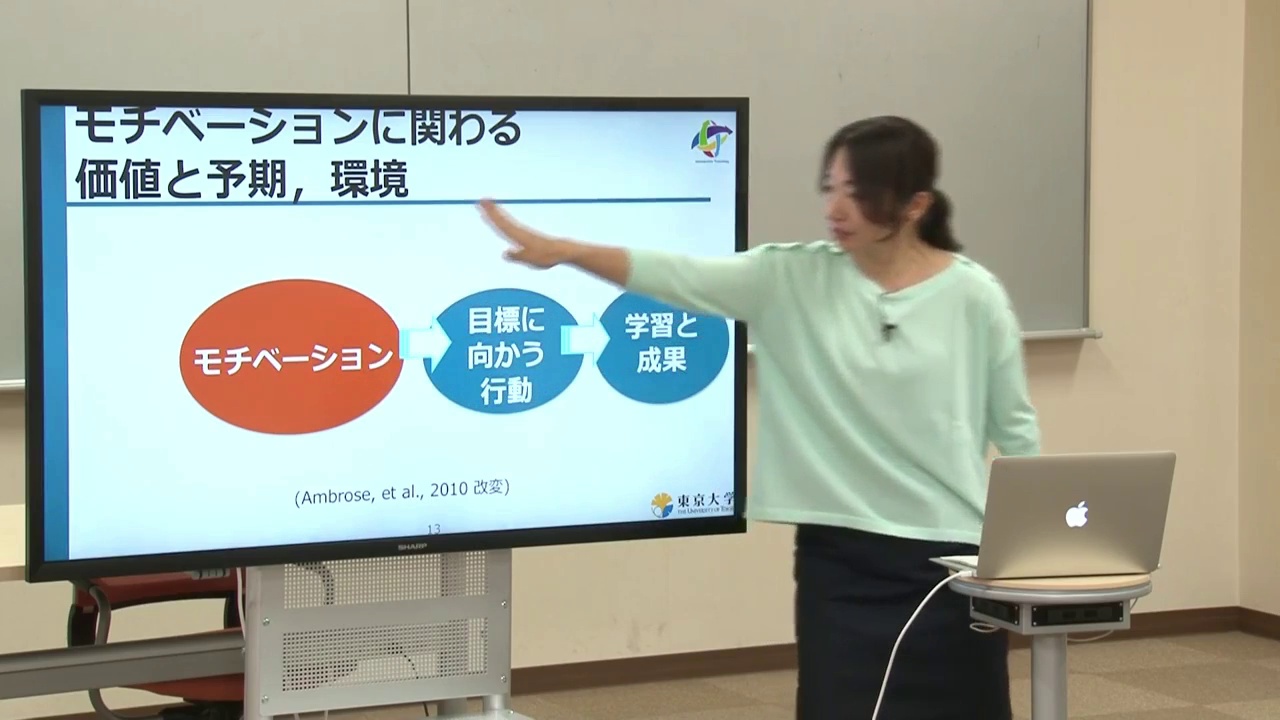 モチベーションに関わる
価値と予期，環境
モチベーション
目標に
向かう
行動
学習と
成果
(Ambrose, et al., 2010 改変)
東京大学
13
SHARP